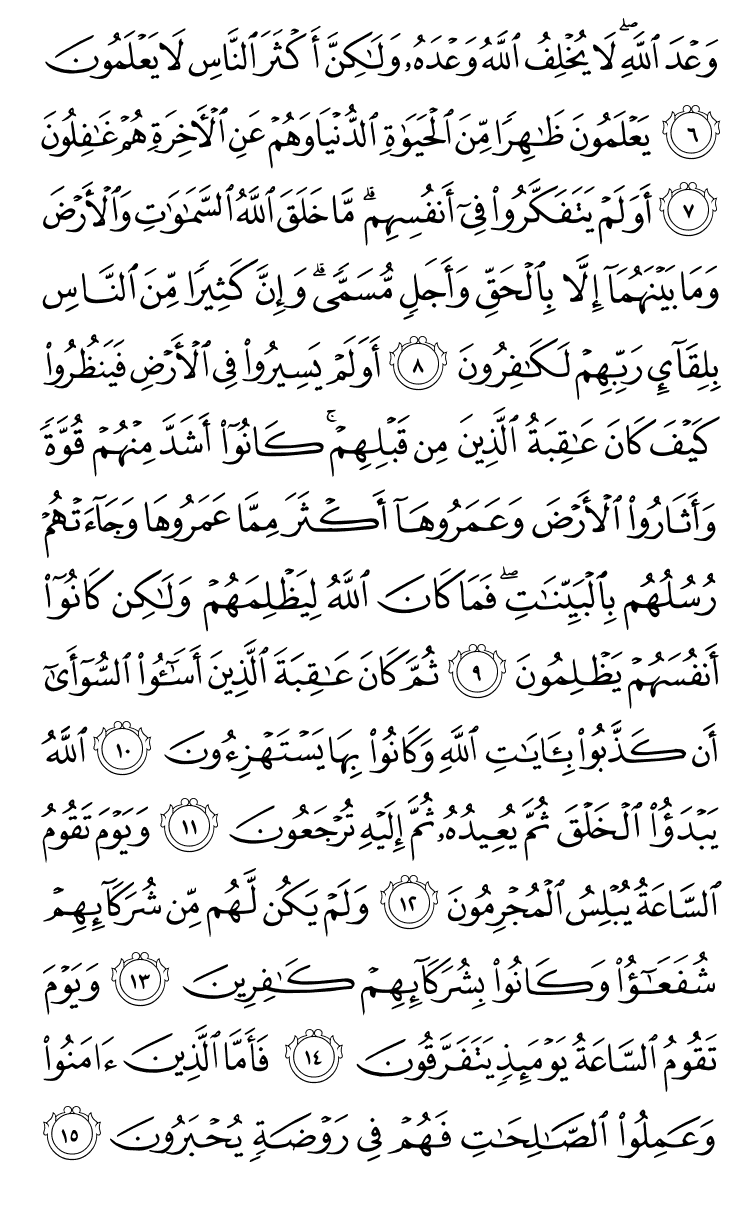 وَعۡدَ ٱللَّهِۖ لَا يُخۡلِفُ ٱللَّهُ وَعۡدَهُۥ وَلَٰكِنَّ أَكۡثَرَ ٱلنَّاسِ لَا يَعۡلَمُونَ
٦ يَعۡلَمُونَ ظَٰهِرٗا مِّنَ ٱلۡحَيَوٰةِ ٱلدُّنۡيَا وَهُمۡ عَنِ ٱلۡأٓخِرَةِ هُمۡ غَٰفِلُونَ
٧ أَوَلَمۡ يَتَفَكَّرُواْ فِيٓ أَنفُسِهِمۗ مَّا خَلَقَ ٱللَّهُ ٱلسَّمَٰوَٰتِ وَٱلۡأَرۡضَ
وَمَا بَيۡنَهُمَآ إِلَّا بِٱلۡحَقِّ وَأَجَلٖ مُّسَمّٗىۗ وَإِنَّ كَثِيرٗا مِّنَ ٱلنَّاسِ
بِلِقَآيِٕ رَبِّهِمۡ لَكَٰفِرُونَ ٨ أَوَلَمۡ يَسِيرُواْ فِي ٱلۡأَرۡضِ فَيَنظُرُواْ
كَيۡفَ كَانَ عَٰقِبَةُ ٱلَّذِينَ مِن قَبۡلِهِمۡۚ كَانُوٓاْ أَشَدَّ مِنۡهُمۡ قُوَّةٗ
وَأَثَارُواْ ٱلۡأَرۡضَ وَعَمَرُوهَآ أَكۡثَرَ مِمَّا عَمَرُوهَا وَجَآءَتۡهُمۡ
رُسُلُهُم بِٱلۡبَيِّنَٰتِۖ فَمَا كَانَ ٱللَّهُ لِيَظۡلِمَهُمۡ وَلَٰكِن كَانُوٓاْ
أَنفُسَهُمۡ يَظۡلِمُونَ ٩ ثُمَّ كَانَ عَٰقِبَةَ ٱلَّذِينَ أَسَٰٓـُٔواْ ٱلسُّوٓأَىٰٓ
أَن كَذَّبُواْ بِـَٔايَٰتِ ٱللَّهِ وَكَانُواْ بِهَا يَسۡتَهۡزِءُونَ ١٠ ٱللَّهُ
يَبۡدَؤُاْ ٱلۡخَلۡقَ ثُمَّ يُعِيدُهُۥ ثُمَّ إِلَيۡهِ تُرۡجَعُونَ ١١ وَيَوۡمَ تَقُومُ
ٱلسَّاعَةُ يُبۡلِسُ ٱلۡمُجۡرِمُونَ ١٢ وَلَمۡ يَكُن لَّهُم مِّن شُرَكَآئِهِمۡ
شُفَعَٰٓؤُاْ وَكَانُواْ بِشُرَكَآئِهِمۡ كَٰفِرِينَ ١٣ وَيَوۡمَ
تَقُومُ ٱلسَّاعَةُ يَوۡمَئِذٖ يَتَفَرَّقُونَ ١٤ فَأَمَّا ٱلَّذِينَ ءَامَنُواْ
وَعَمِلُواْ ٱلصَّٰلِحَٰتِ فَهُمۡ فِي رَوۡضَةٖ يُحۡبَرُونَ ١٥